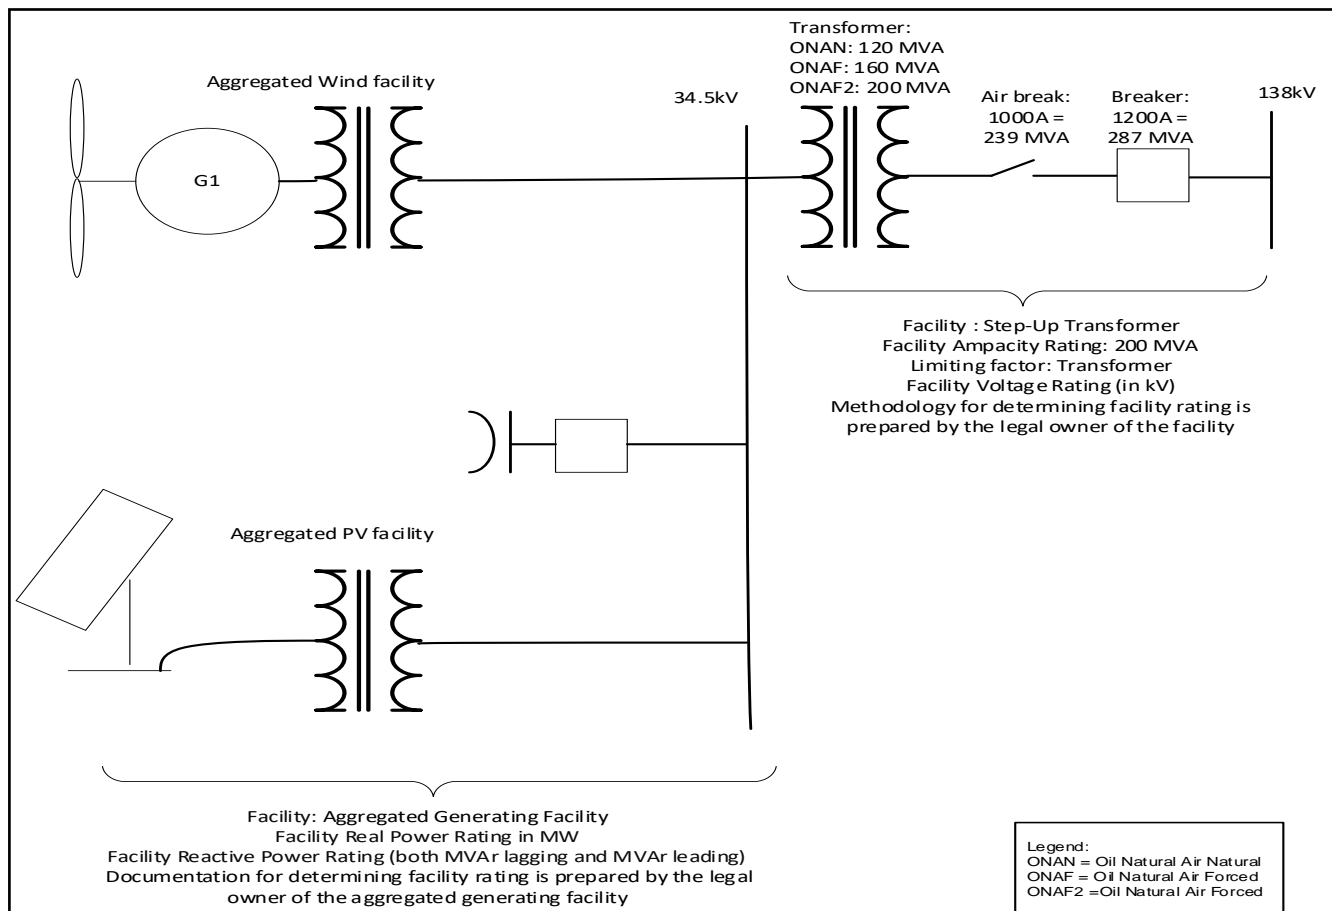 Transformer:
ONAN: 120 MVA
ONAF: 160 MVA
ONAF2: 200 MVA
Aggregated Wind facility
34.5kV
Air break:
1000A =
239 MVA
Breaker:
1200A =
287 MVA
138kV
G1
Facility : Step-Up Transformer
Facility Ampacity Rating: 200 MVA
Limiting factor: Transformer
Facility Voltage Rating (in kV)
Methodology for determining facility rating is
prepared by the legal owner of the facility
Aggregated PV facility
Facility: Aggregated Generating Facility
Facility Real Power Rating in MW
Facility Reactive Power Rating (both MVAr lagging and MVAr leading)
Documentation for determining facility rating is prepared by the legal
owner of the aggregated generating facility
Legend:
ONAN = Oil Natural Air Natural
ONAF = Oil Natural Air Forced
ONAF2 =Oil Natural Air Forced